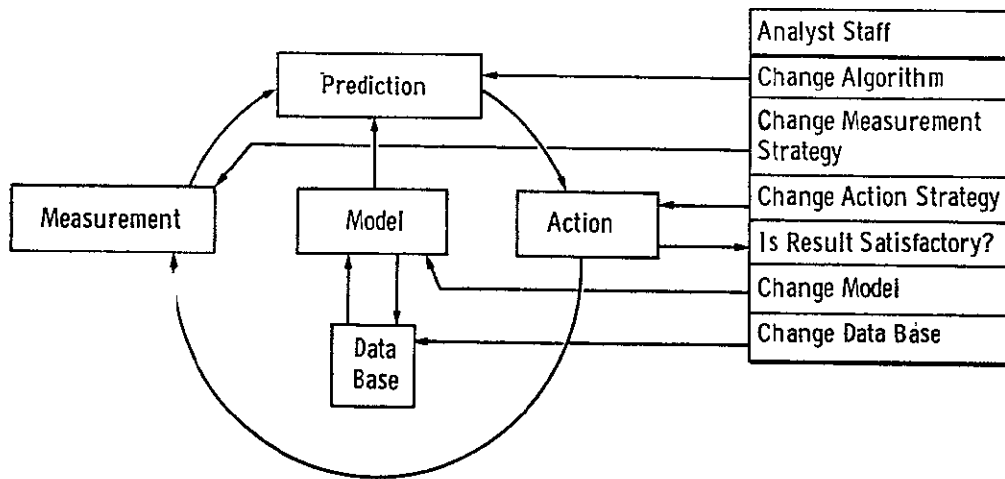 Analyst Staff
Prediction
Change Algorithm
Change Measurement
Strategy
Measurement
Model
Action
Change Action Strategy
Is Result Satisfactory?
Change Model
Data
Base
Change Data Base